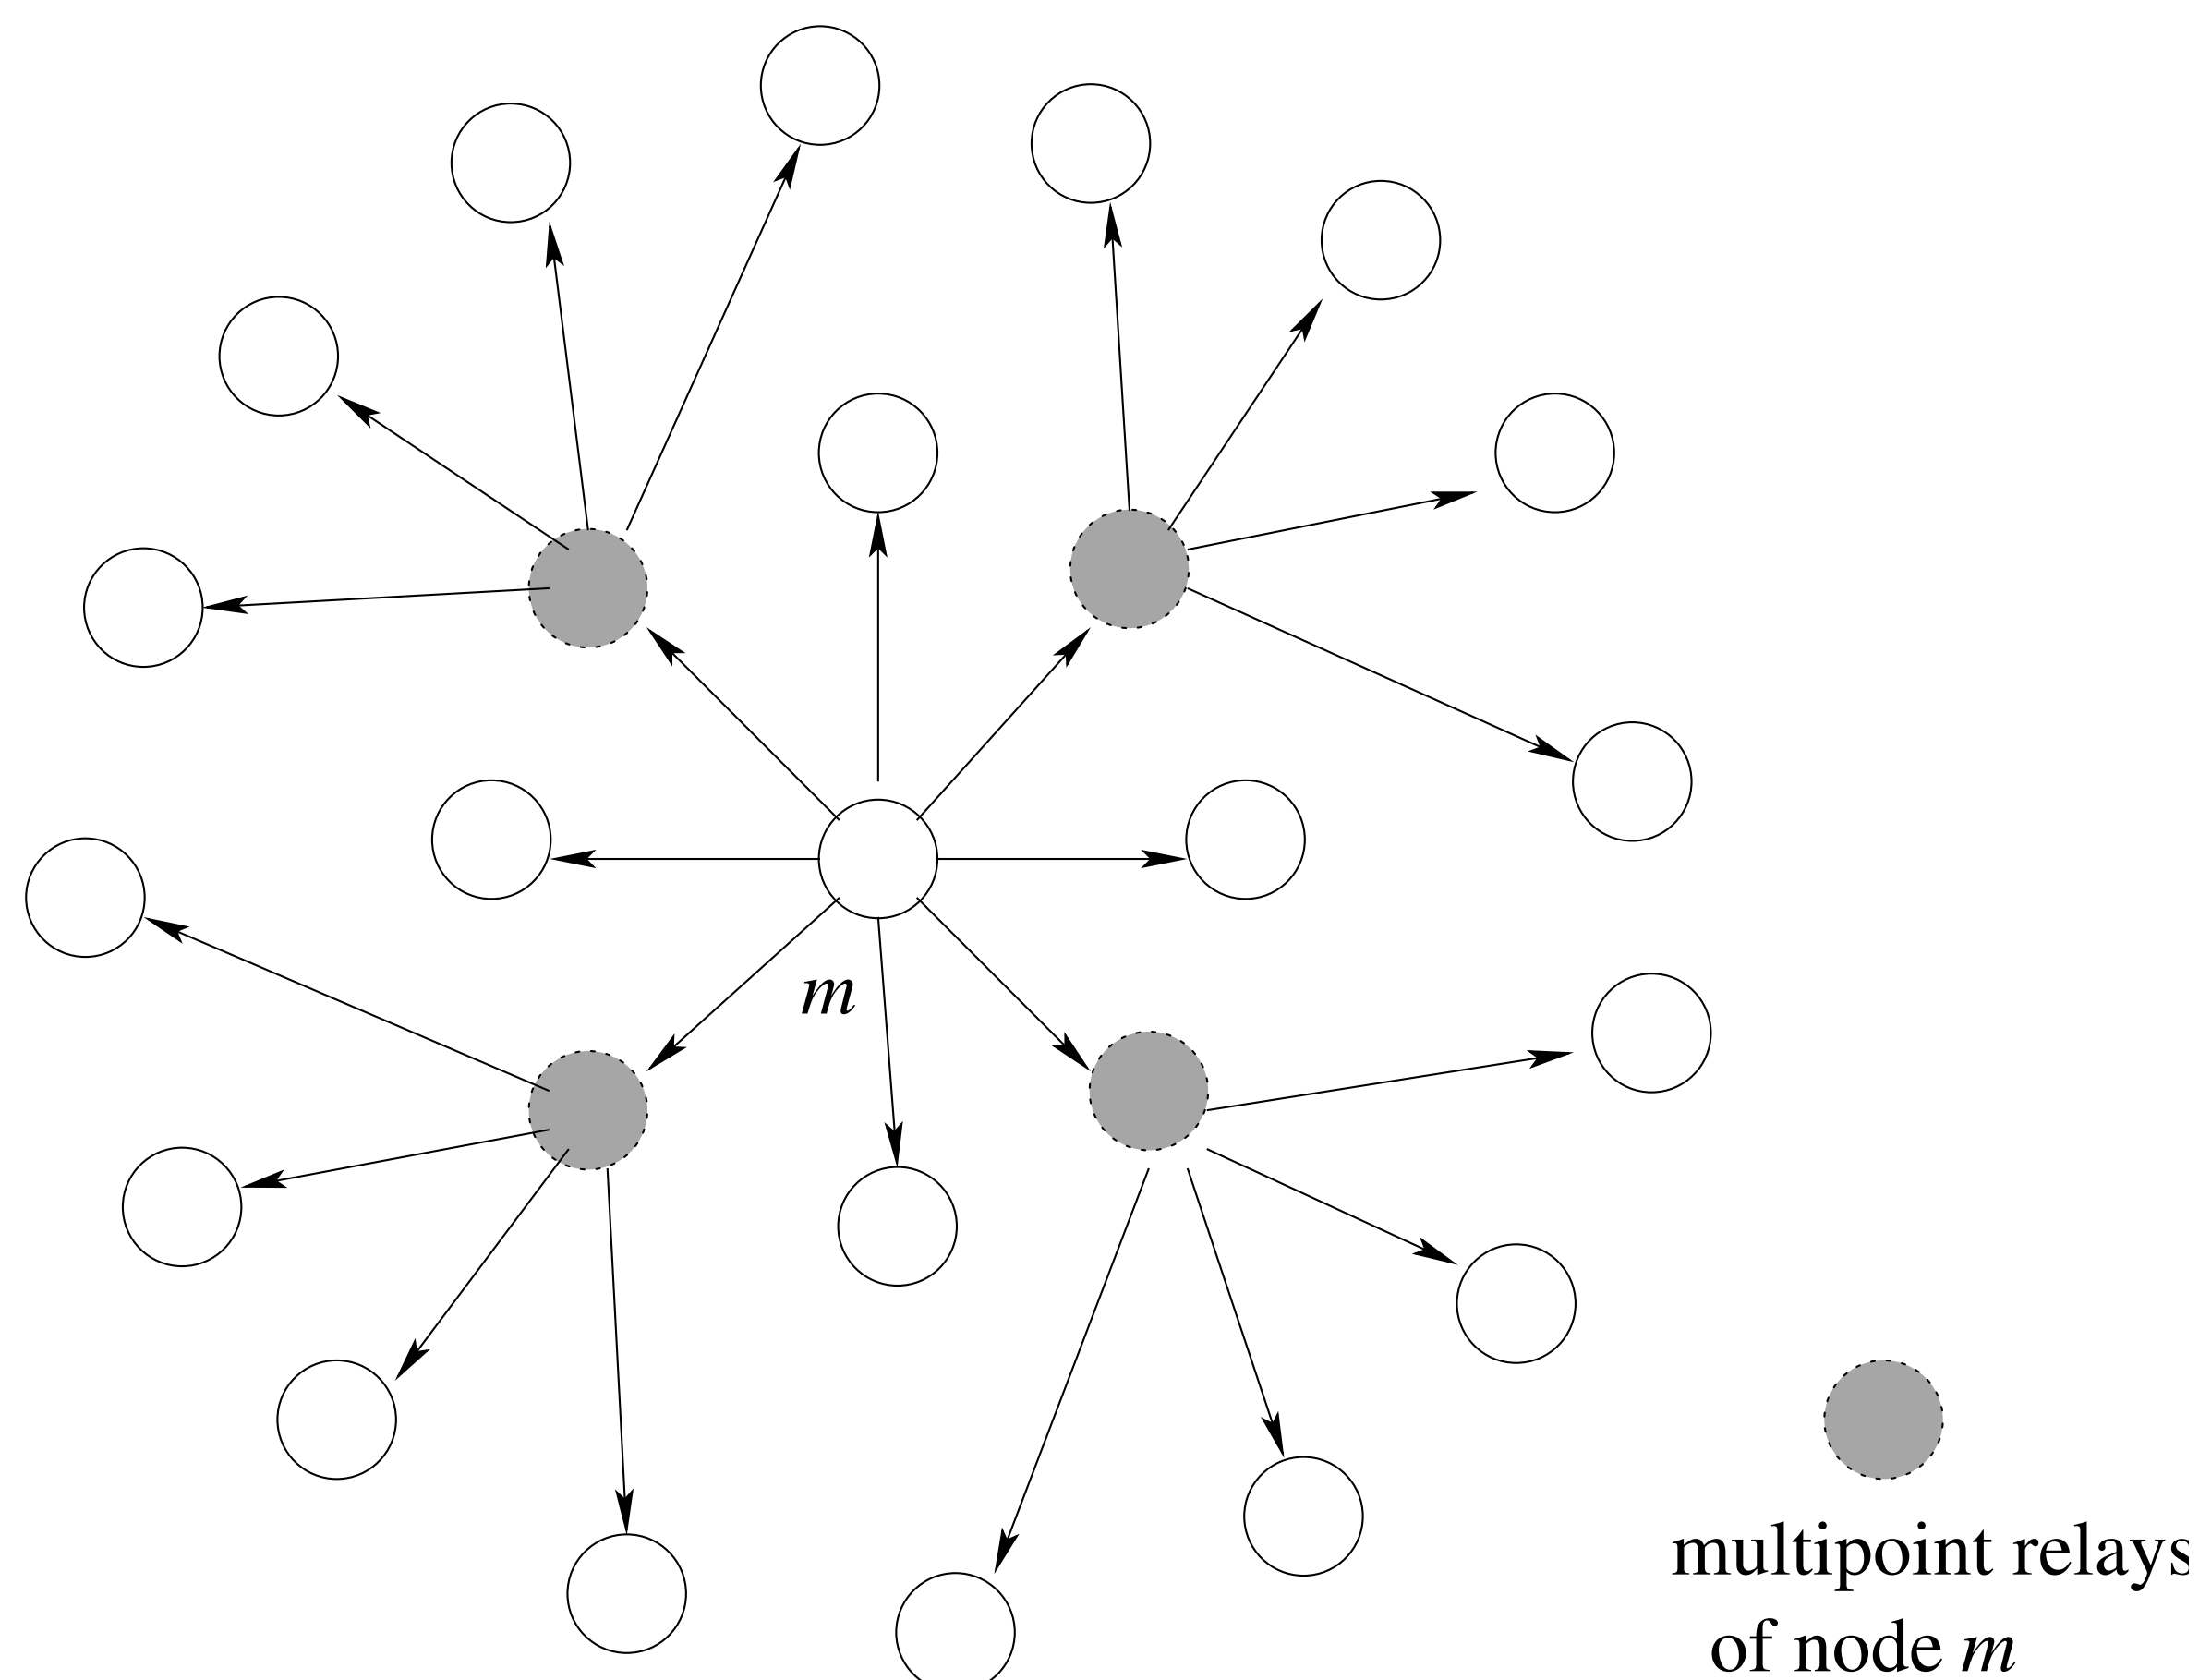 m
multipoint relays
of node m